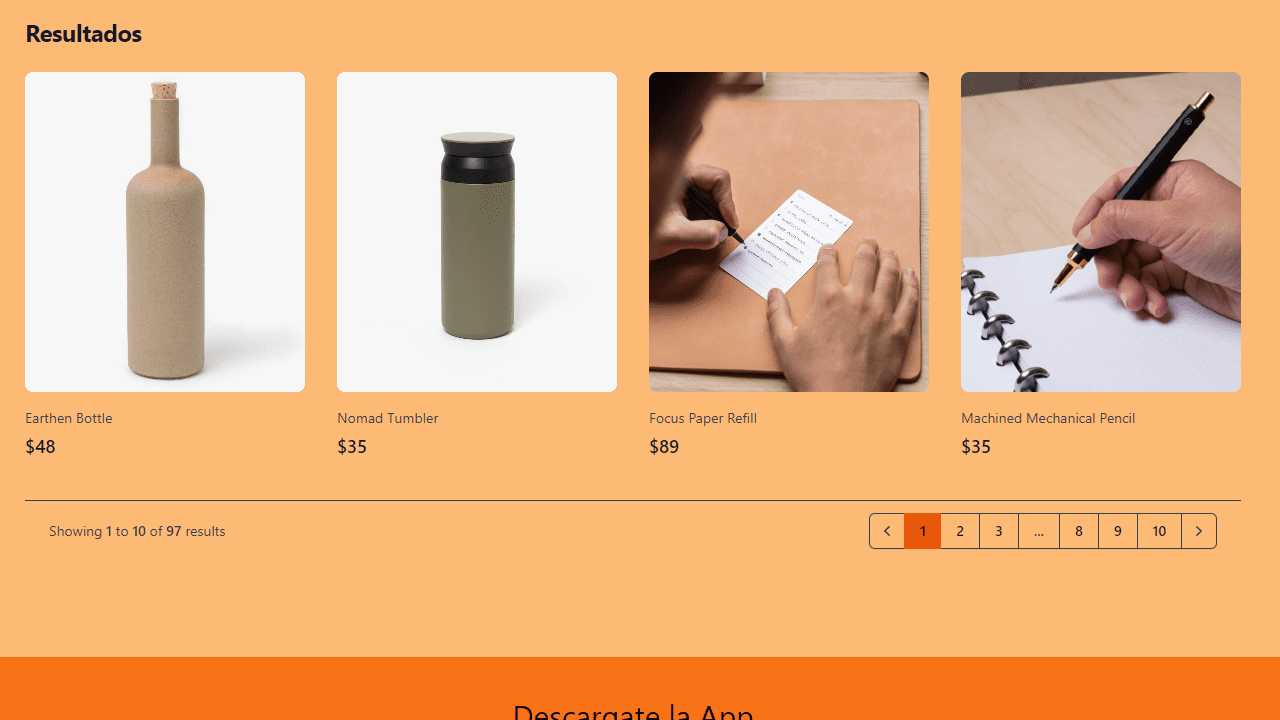 Resultados
Earthen Bottle
$48
Nomad Tumbler
$35
Focus Paper Refill
$89
Machined Mechanical Pencil
$35
Showing 1 to 10 of 97 results
1 2 3 ... 8 9 10
Descargate la App